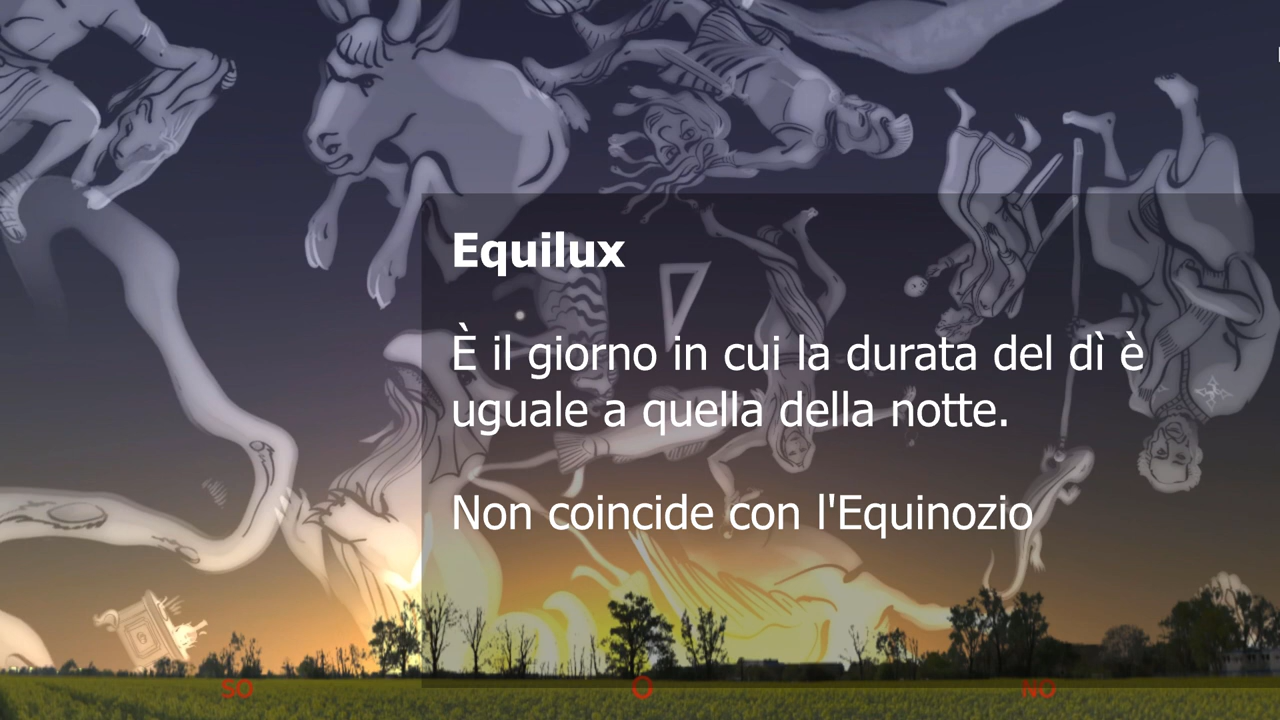 Equilux
È il giorno in cui la durata del dì è
uguale a quella della notte.
Non coincide con l'Equinozio
SO O NO